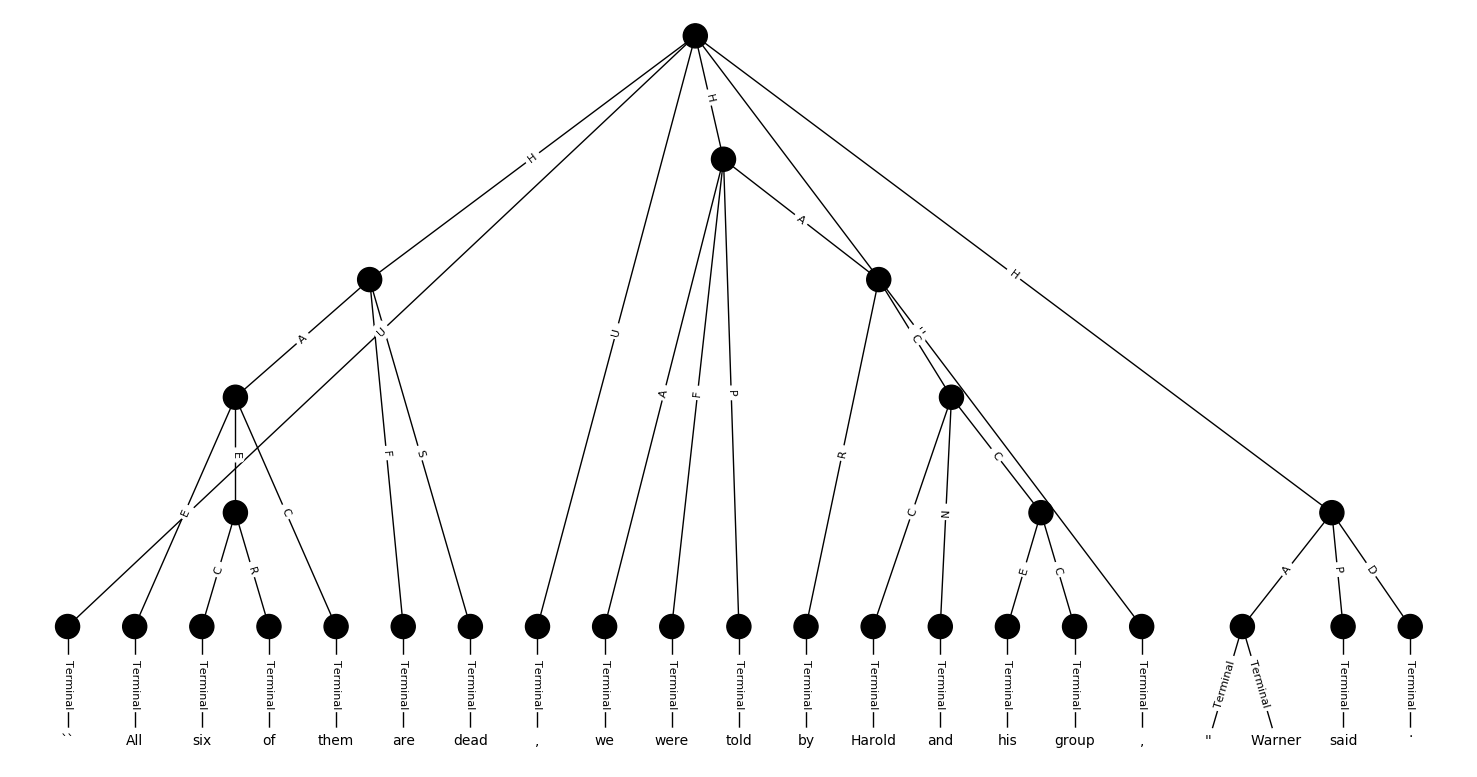 H
H
A
H
A
U
U
C
A
F
P
E
F
S
R
C
E
C
C
N
C
R
E
C
A
P
D
Terminal Terminal Terminal Terminal Terminal Terminal Terminal Terminal Terminal Terminal Terminal Terminal Terminal Terminal Terminal Terminal Terminal Terminal Terminal Terminal Terminal
`` All six of them are dead , we were told by Harold and his group , " Warner said .